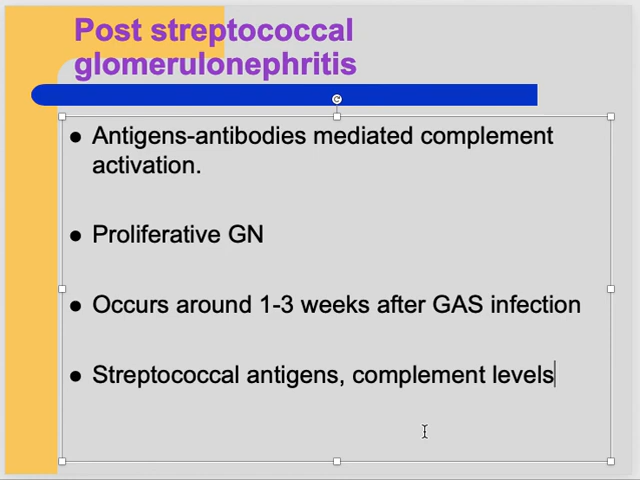 Post streptococcal
glomerulonephritis
● Antigens-antibodies mediated complement
activation.
● Proliferative GN
● Occurs around 1-3 weeks after GAS infection
● Streptococcal antigens, complement levels